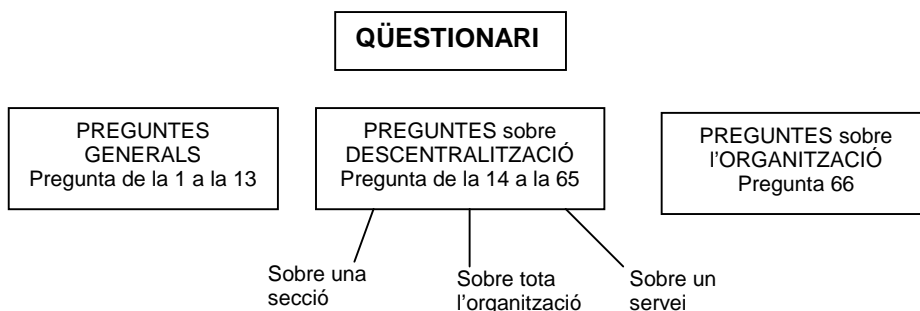 QÜESTIONARI
PREGUNTES
GENERALS
Pregunta de la 1 a la 13
PREGUNTES sobre
DESCENTRALITZACIÓ
Pregunta de la 14 a la 65
PREGUNTES sobre
l'ORGANITZACIÓ
Pregunta 66
Sobre una
secció
Sobre tota
l'organització
Sobre un
servei